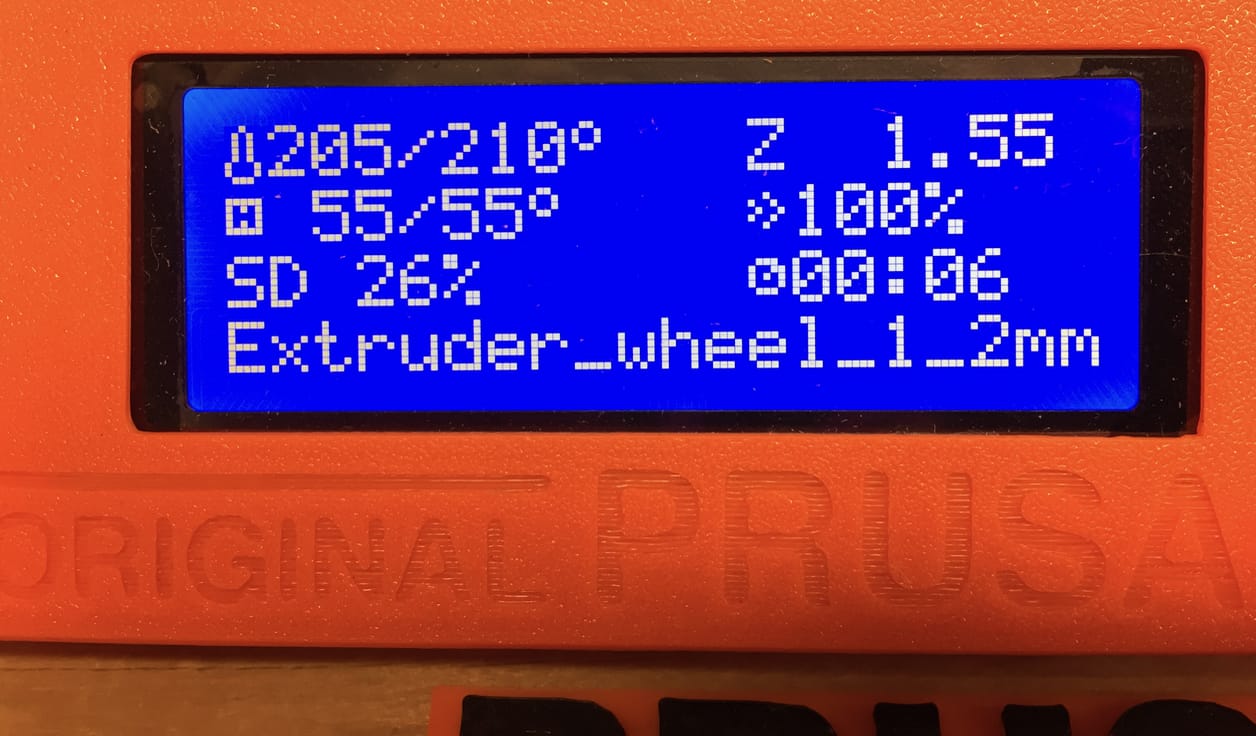 205/210° Z 1.55
55/55° 100%
SD 26% 00:06
Extruder_wheel_1_2mm
ORIGINAL PRUSA